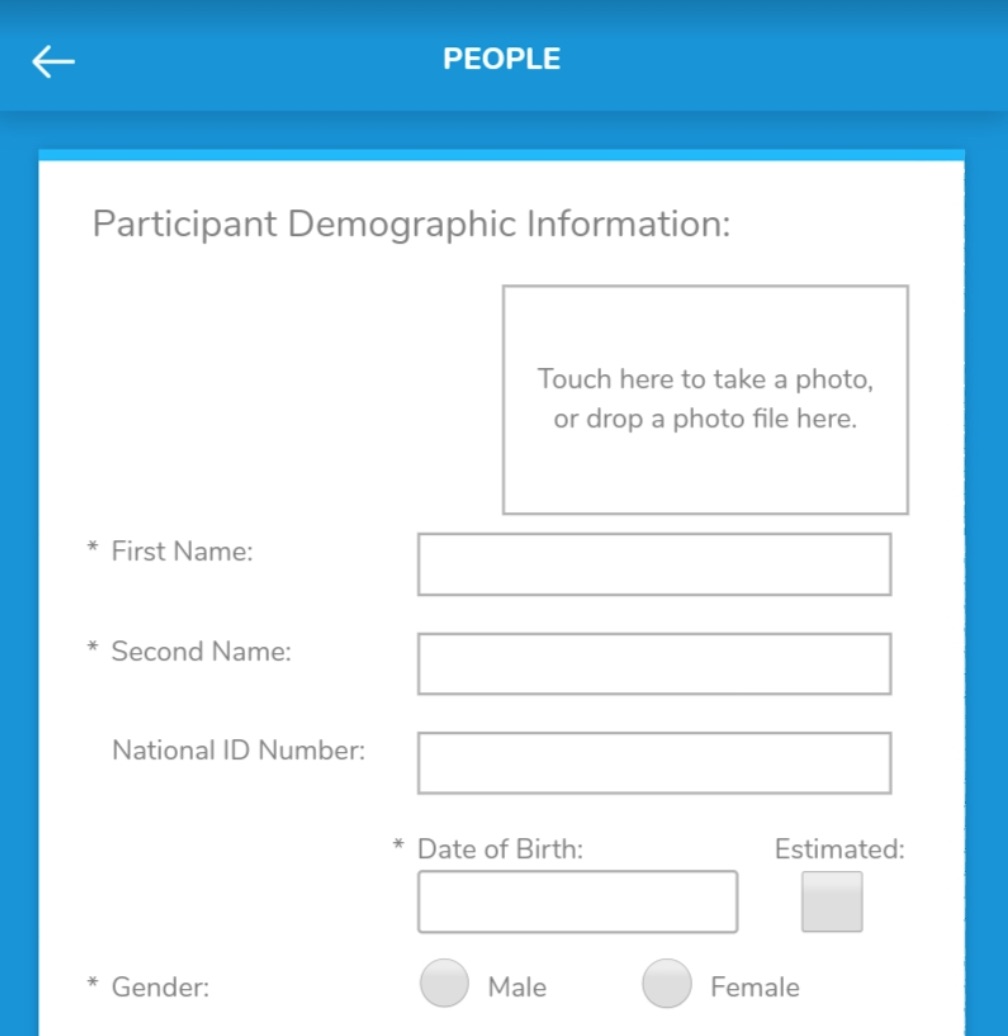 PEOPLE
Participant Demographic Information:
Touch here to take a photo,
or drop a photo file here.
* First Name:
* Second Name:
National ID Number:
* Date of Birth: Estimated:
* Gender: Male Female